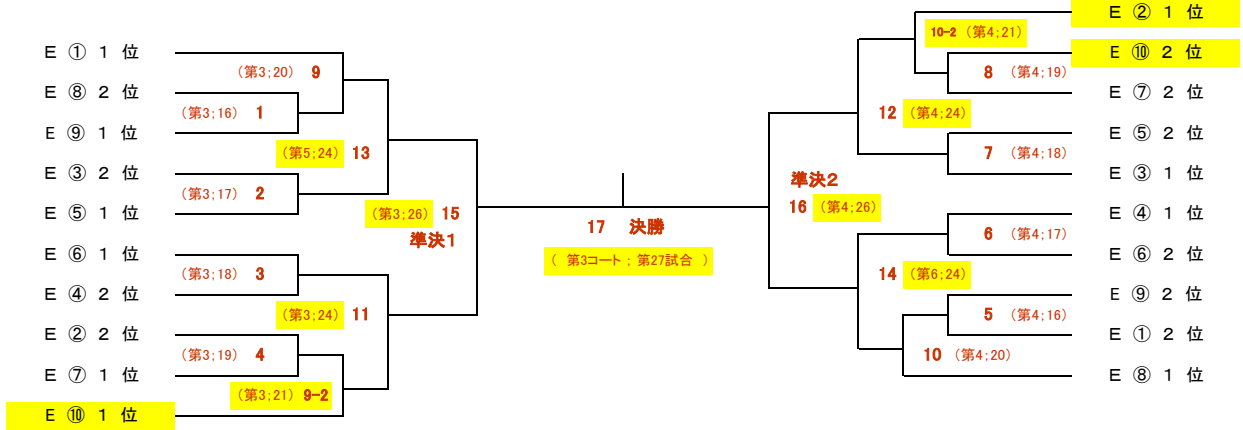 E ① 1 位
(第3;20) 9
E ⑧ 2 位
(第3;16) 1
E ⑨ 1 位
(第5;24) 13
E ③ 2 位
(第3;17) 2
E ⑤ 1 位
(第3;26) 15
準決1
E ⑥ 1 位
(第3;18) 3
E ④ 2 位
(第3;24) 11
E ② 2 位
(第3;19) 4
E ⑦ 1 位
(第3;21) 9-2
E ⑩ 1 位
17 決勝
( 第3コート ; 第27試合 )
E ② 1 位
10-2 (第4;21)
E ⑩ 2 位
8 (第4;19)
E ⑦ 2 位
12 (第4;24)
E ⑤ 2 位
7 (第4;18)
E ③ 1 位
準決2
16 (第4;26)
E ④ 1 位
6 (第4;17)
E ⑥ 2 位
14 (第6;24)
E ⑨ 2 位
5 (第4;16)
E ① 2 位
10 (第4;20)
E ⑧ 1 位